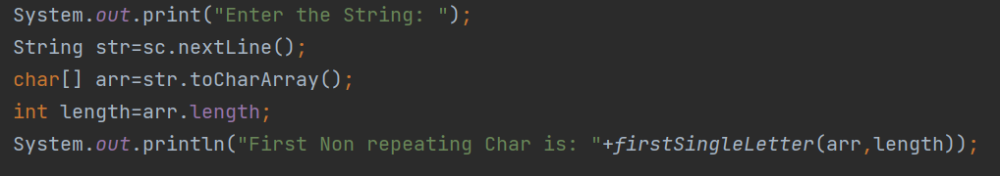 System.out.print("Enter the String: ");
String str=sc.nextLine();
char[] arr=str.toCharArray();
int length=arr.length;
System.out.println("First Non repeating Char is: "+firstSingleLetter(arr,length));